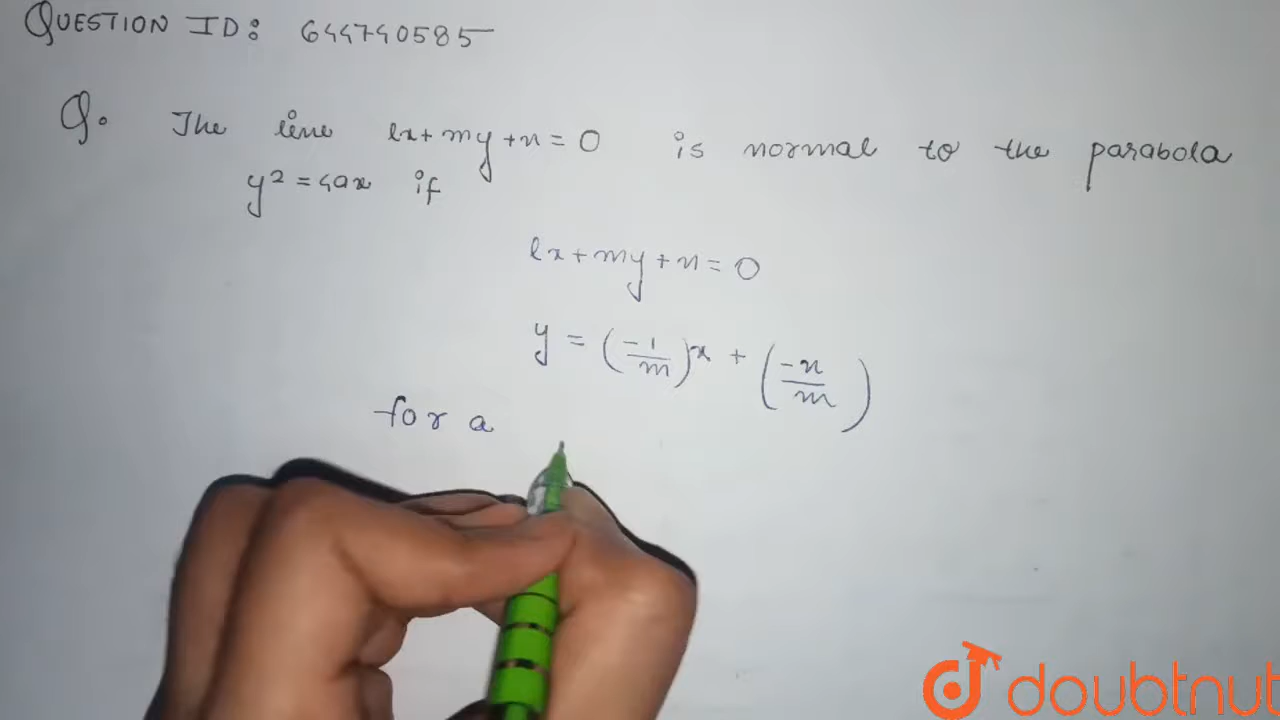 QUESTION ID: 644740585
Q. The line lx+my+n=0 is normal to the parabola
y²=4ax if
lx+my+n=0
y = (-l/m)x + (-n/m)
for a
doubtnut